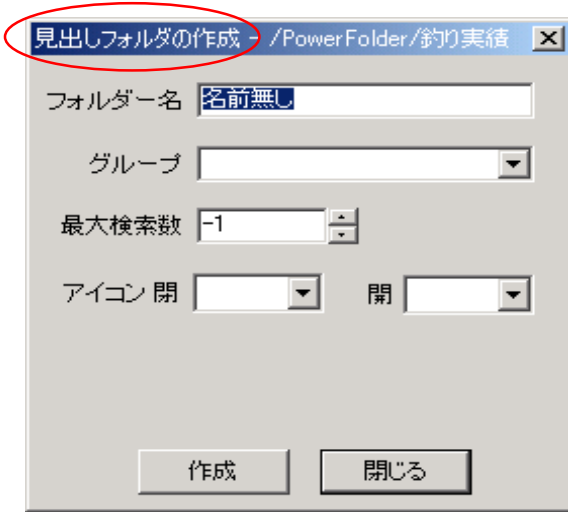 見出しフォルダの作成 - /PowerFolder/釣り実績
フォルダー名 名前無し
グループ
最大検索数 -1
アイコン 閉 開
作成 閉じる